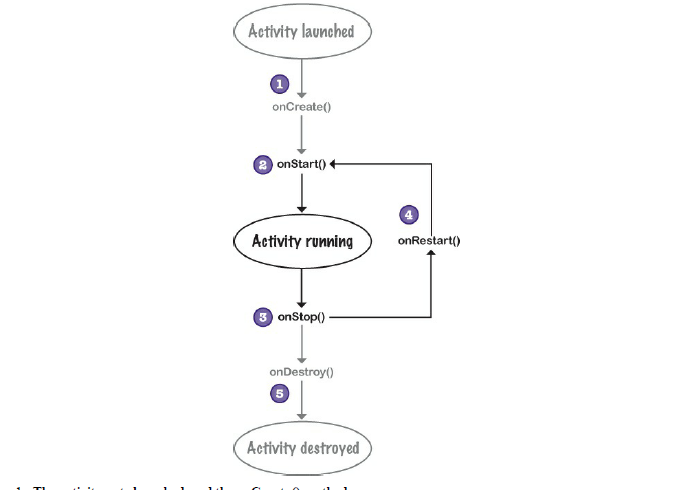 Activity launched
1
onCreate()
2 onStart()
4
Activity running
onRestart()
3 onStop()
onDestroy()
5
Activity destroyed